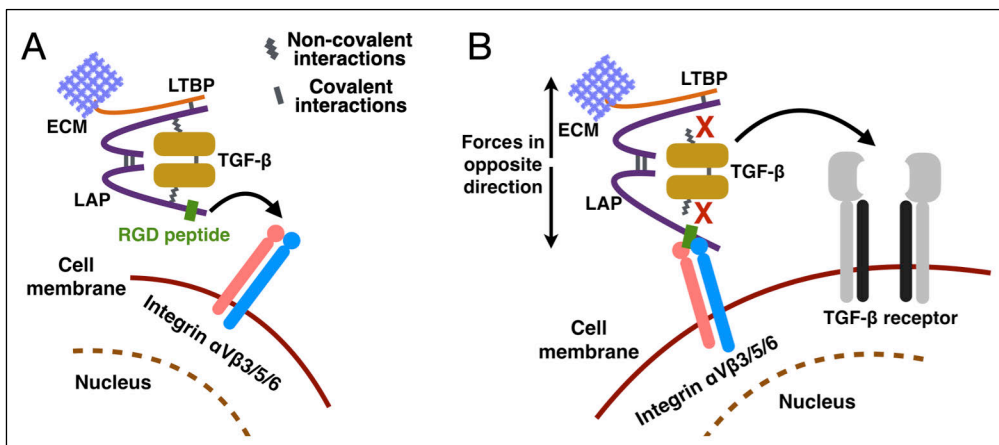 A
Non-covalent
interactions
Covalent
interactions
LTBP
ECM
TGF-β
LAP
RGD peptide
Cell
membrane
Integrin αVβ3/5/6
Nucleus
B
LTBP
ECM
X
Forces in
opposite
direction
TGF-β
LAP
X
Cell
membrane
Integrin αVβ3/5/6
TGF-β receptor
Nucleus